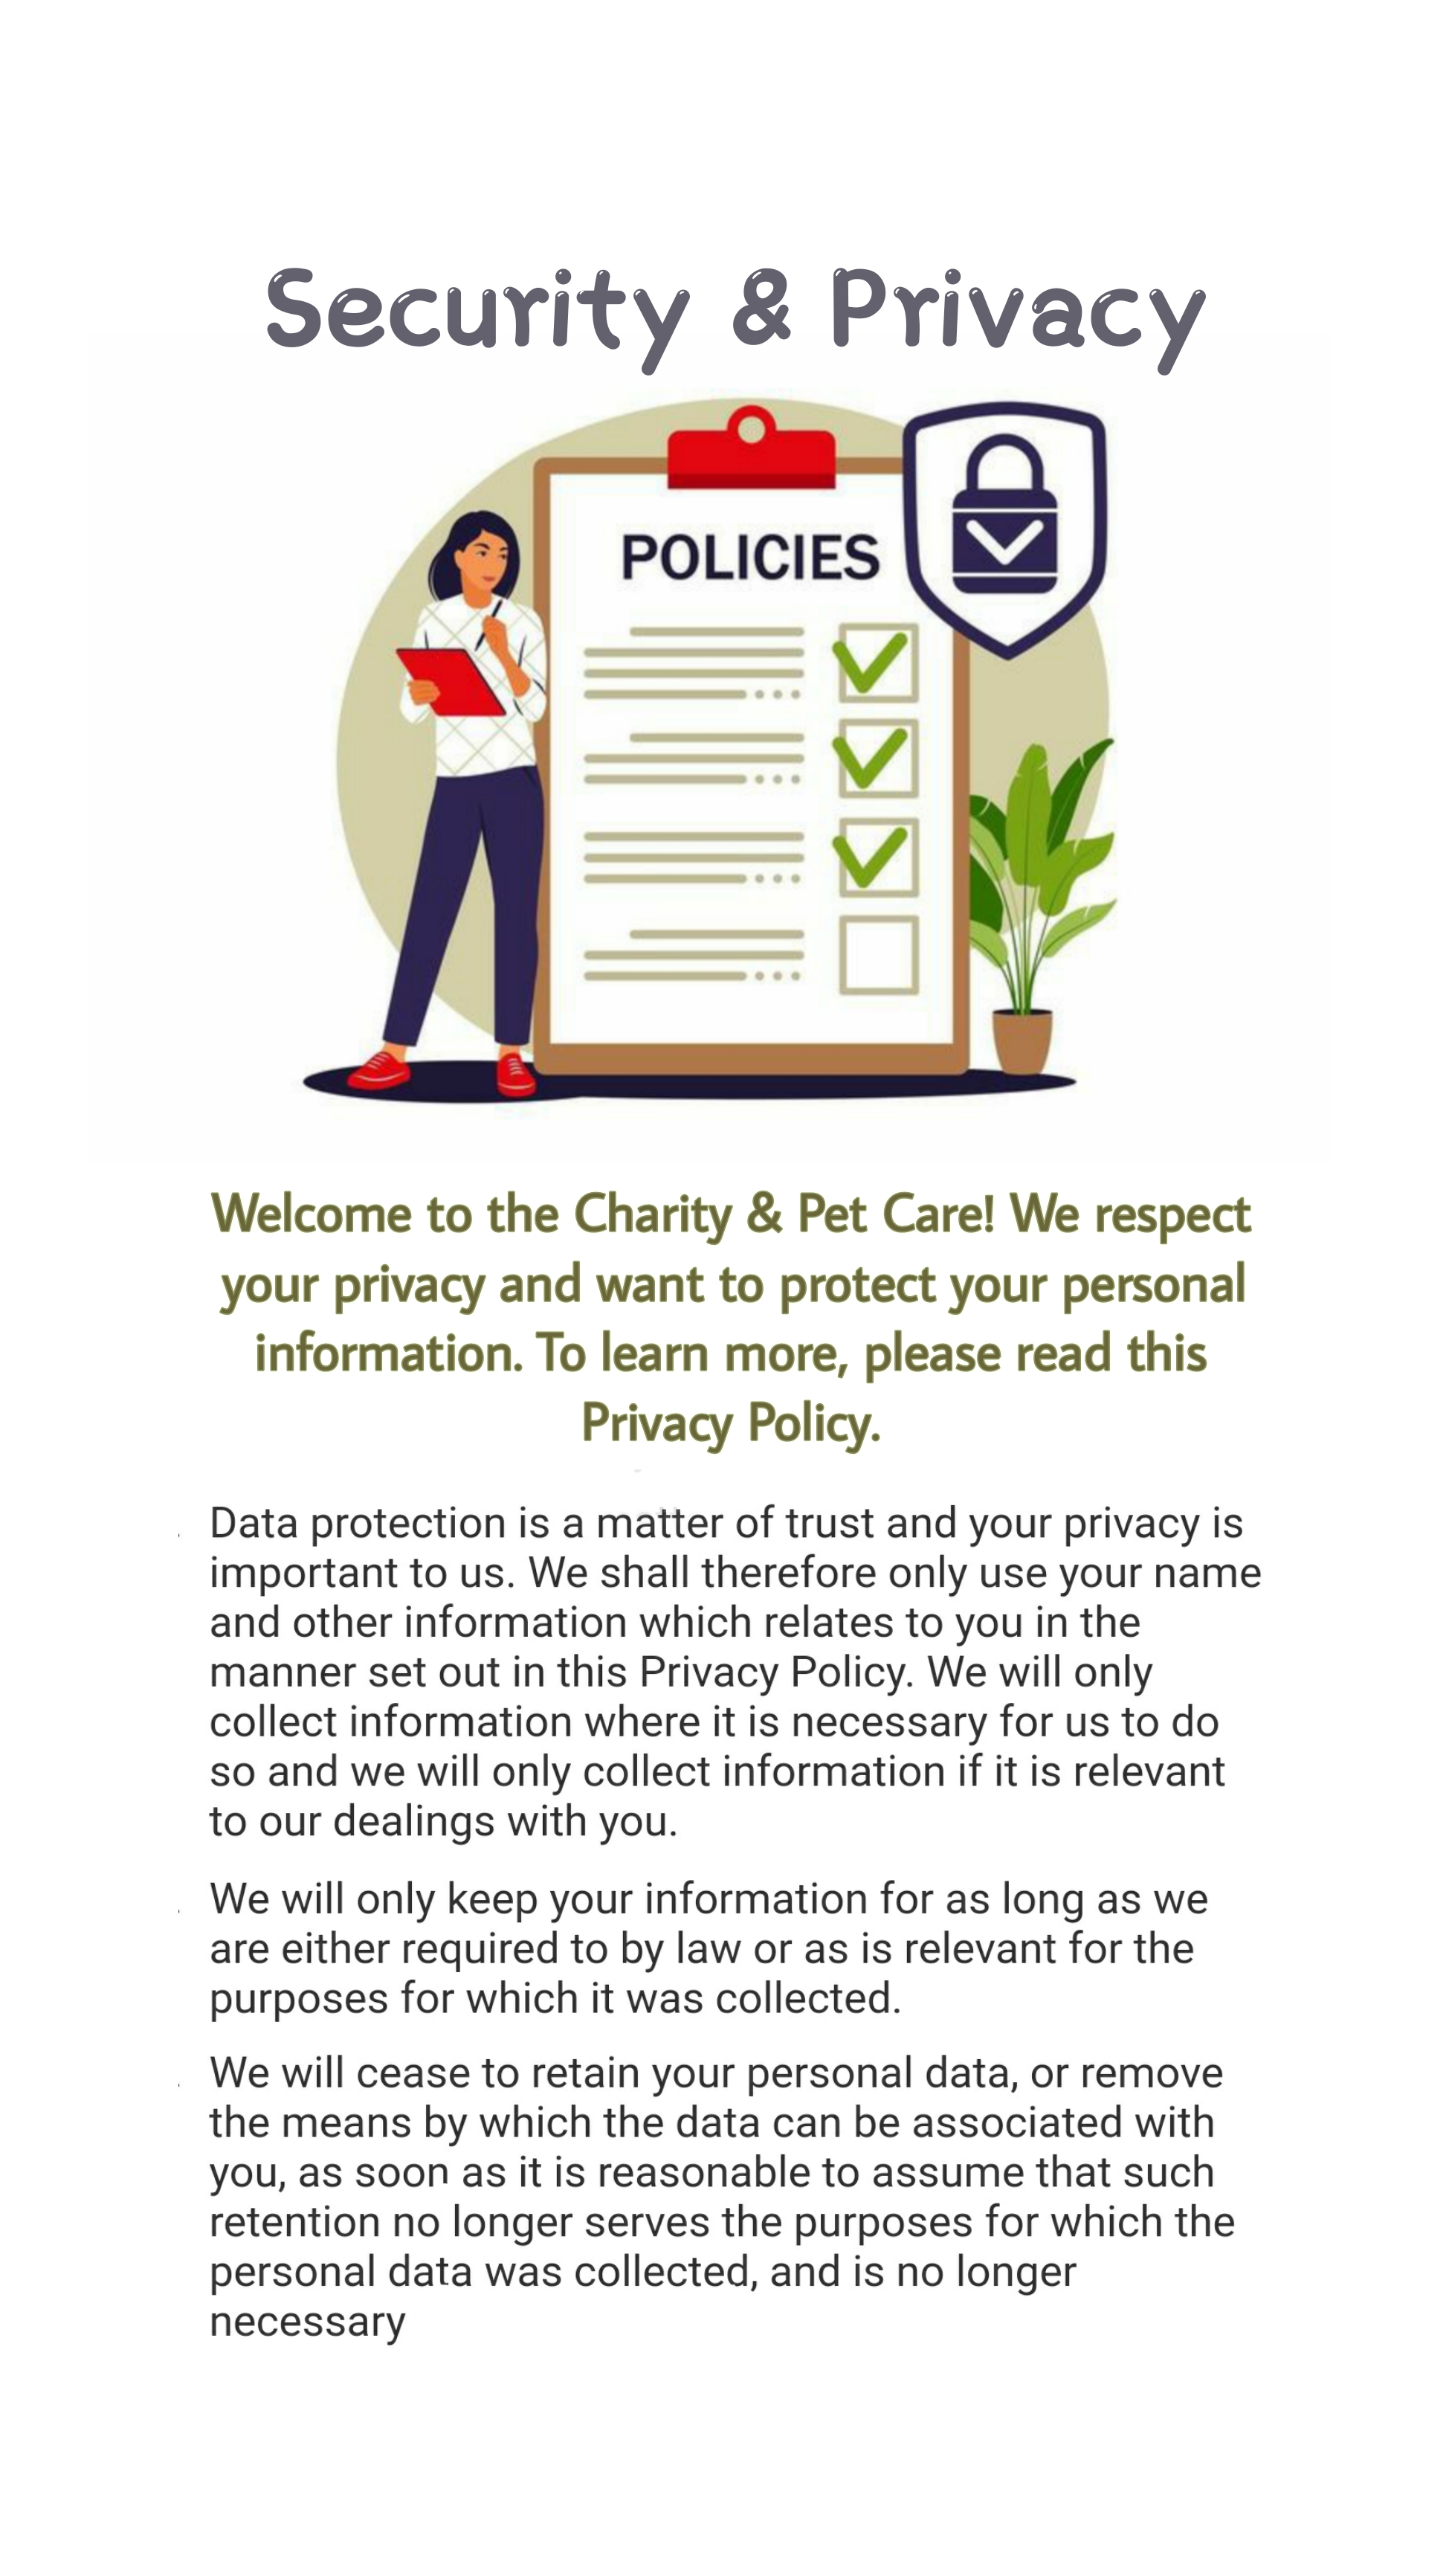 Security & Privacy
POLICIES
Welcome to the Charity & Pet Care! We respect
your privacy and want to protect your personal
information. To learn more, please read this
Privacy Policy.
Data protection is a matter of trust and your privacy is
important to us. We shall therefore only use your name
and other information which relates to you in the
manner set out in this Privacy Policy. We will only
collect information where it is necessary for us to do
so and we will only collect information if it is relevant
to our dealings with you.
We will only keep your information for as long as we
are either required to by law or as is relevant for the
purposes for which it was collected.
We will cease to retain your personal data, or remove
the means by which the data can be associated with
you, as soon as it is reasonable to assume that such
retention no longer serves the purposes for which the
personal data was collected, and is no longer
necessary